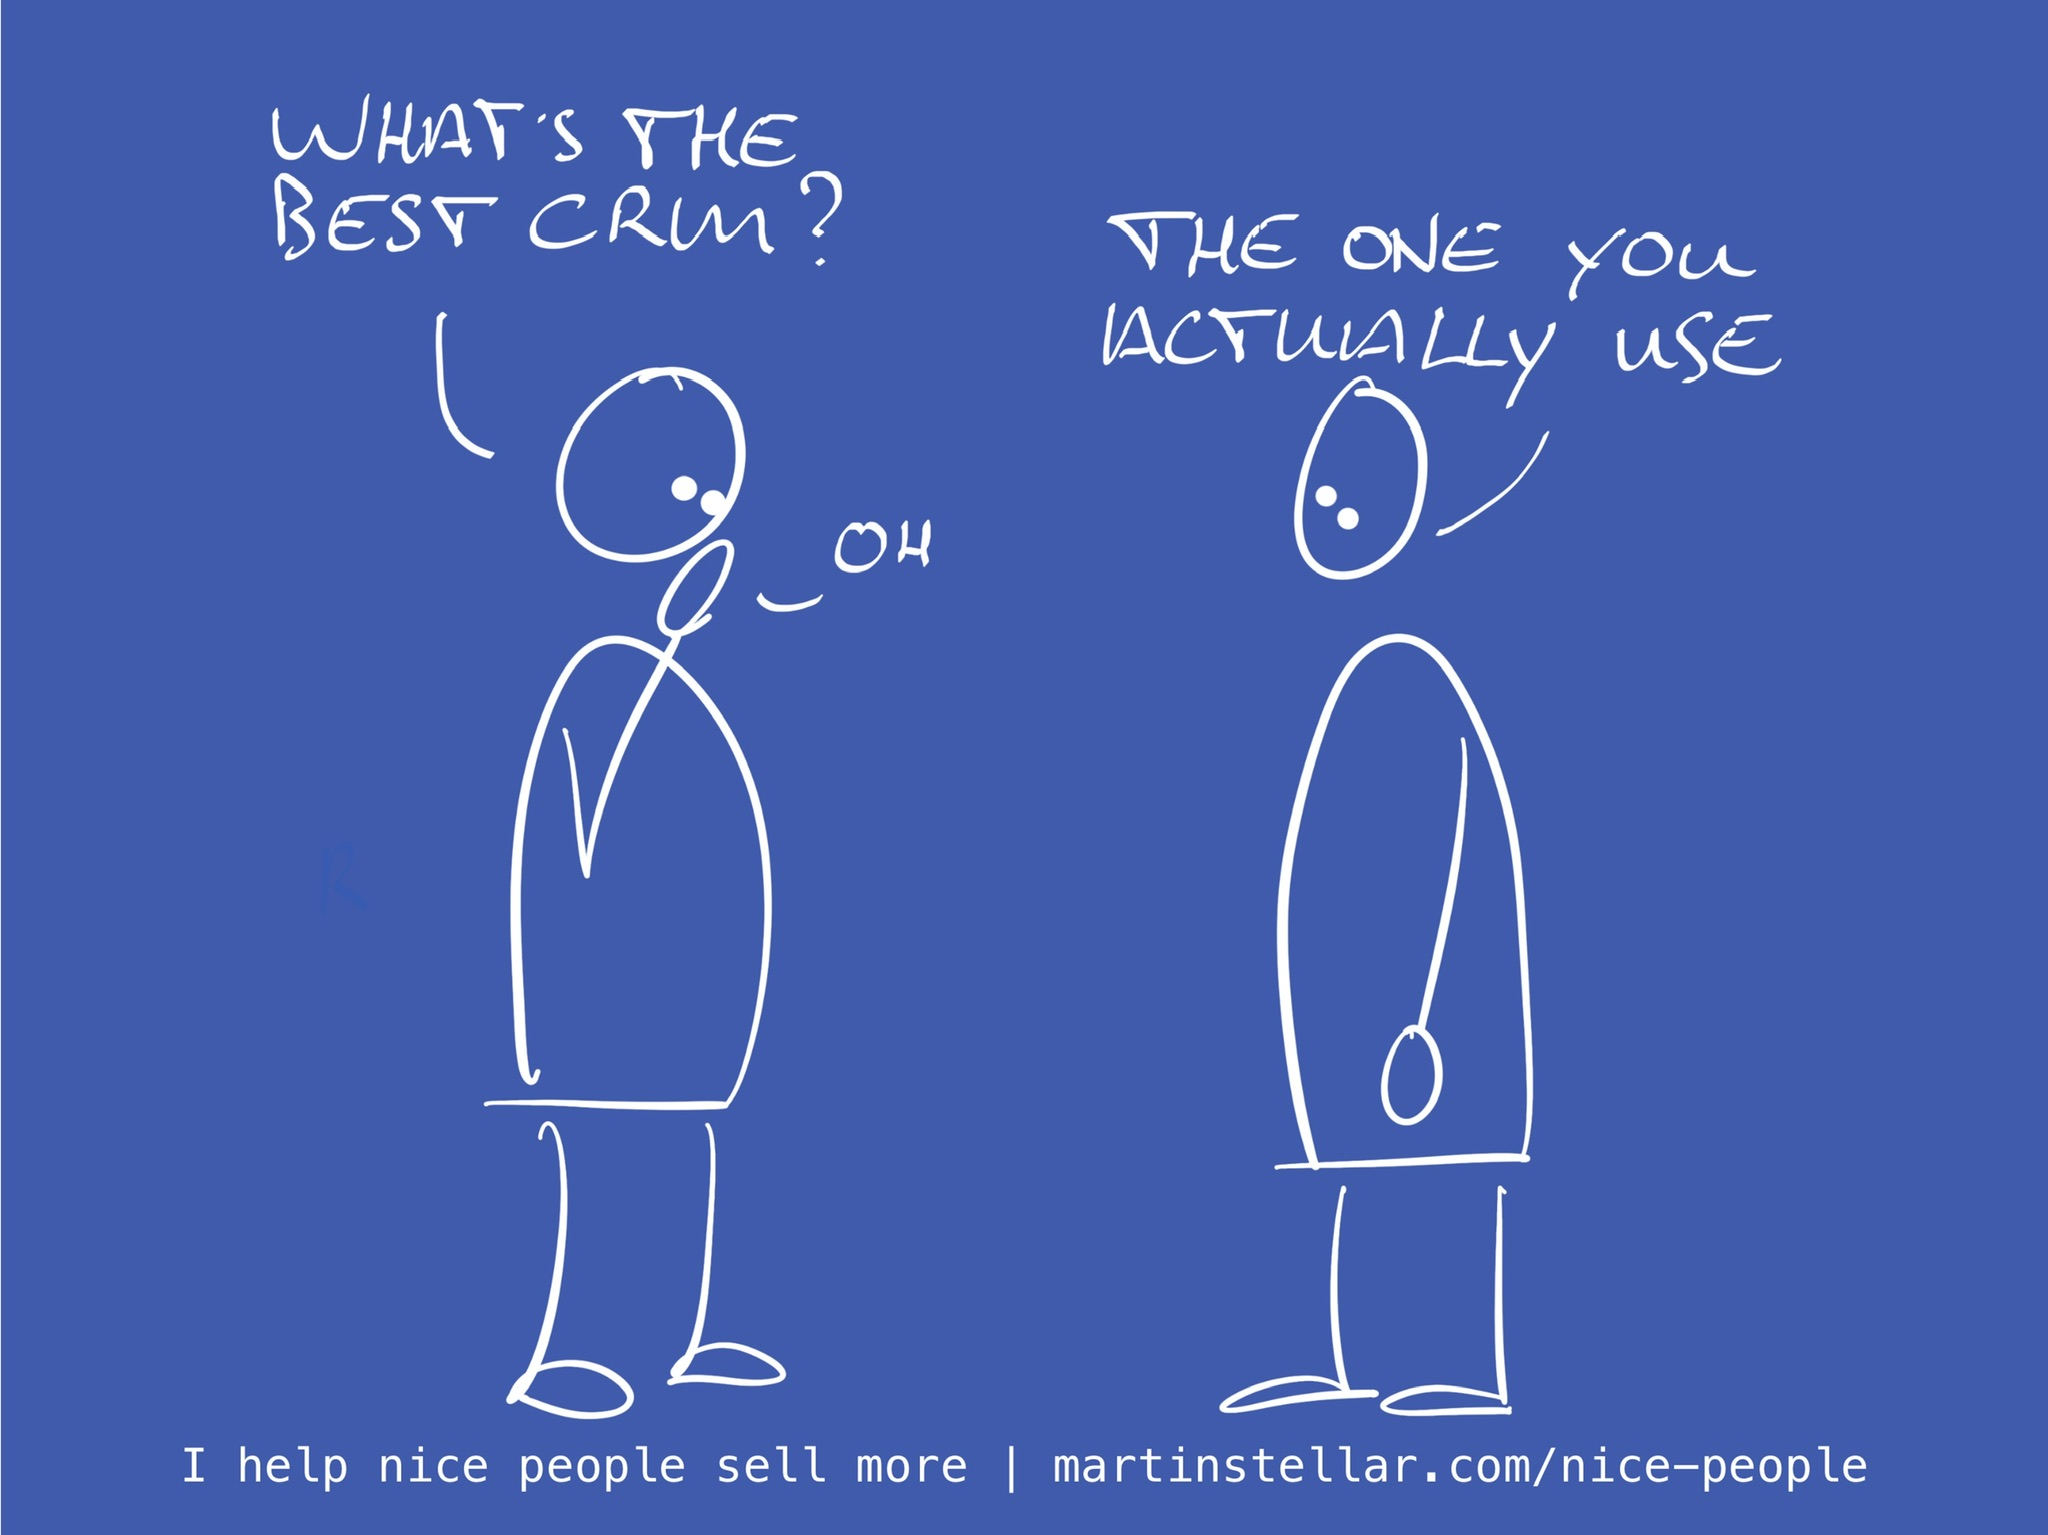 WHAT'S THE
BEST CRM?
THE ONE YOU
ACTUALLY USE
OH
R
I help nice people sell more | martinstellar.com/nice-people